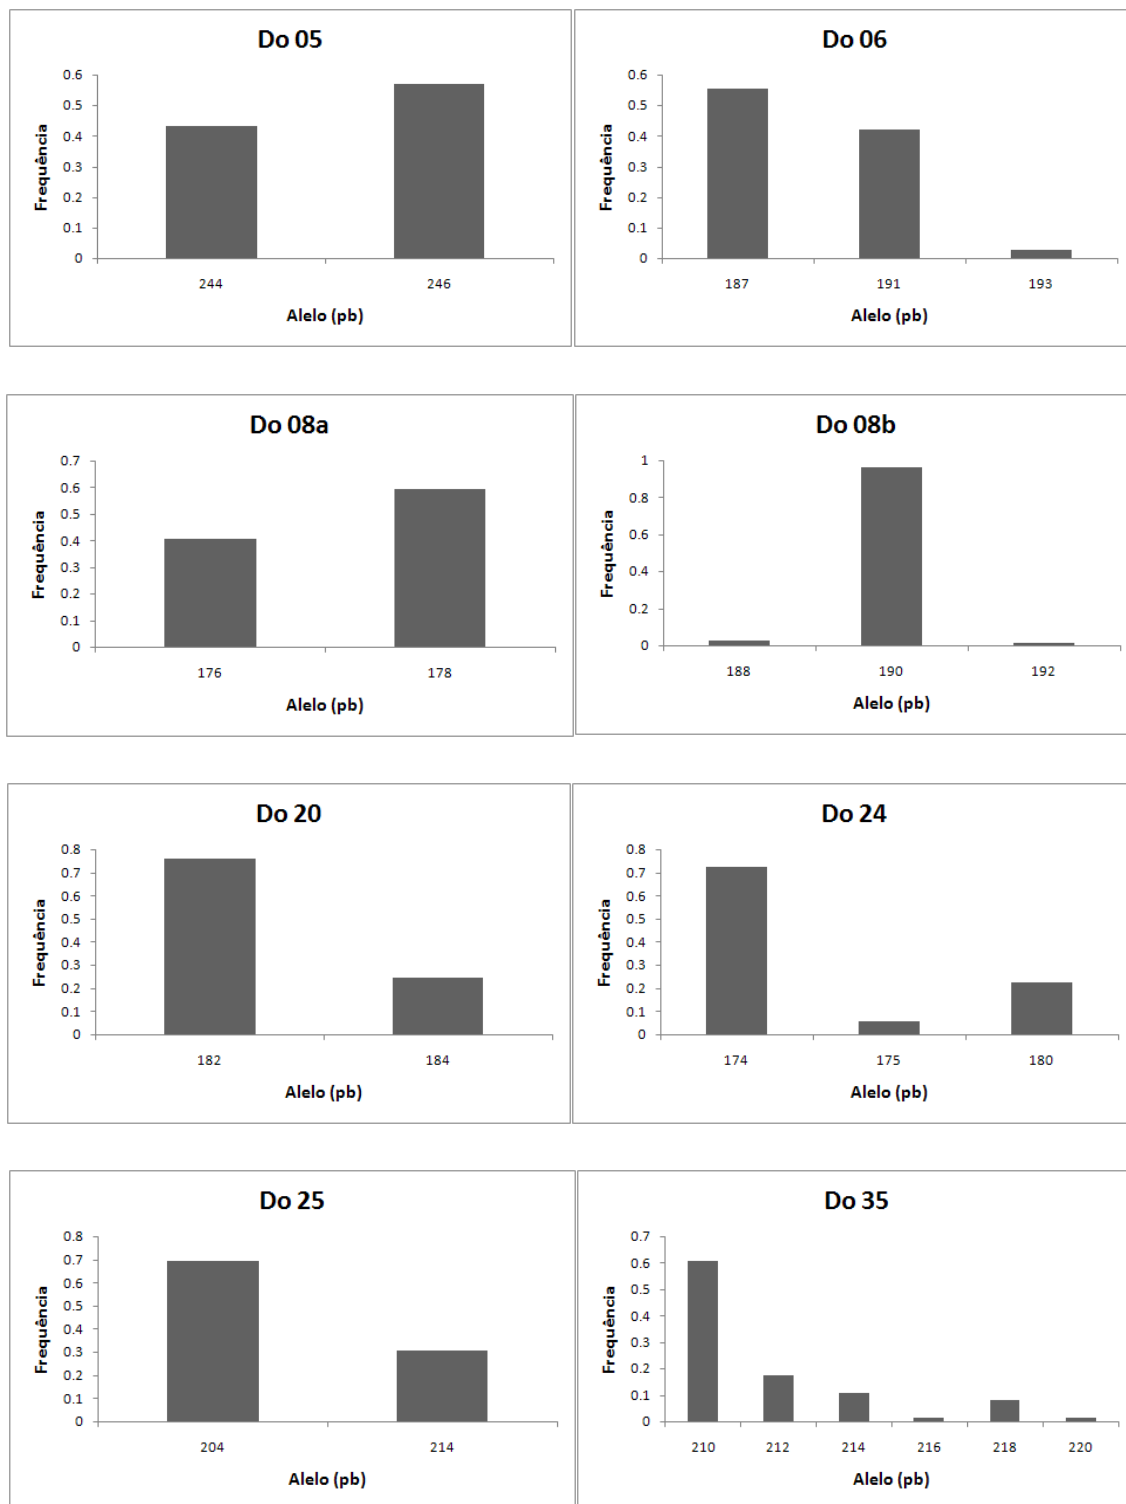 Do 05
Frequência
0.6
0.5
0.4
0.3
0.2
0.1
0
244 246
Alelo (pb)
Do 06
Frequência
0.6
0.5
0.4
0.3
0.2
0.1
0
187 191 193
Alelo (pb)
Do 08a
Frequência
0.7
0.6
0.5
0.4
0.3
0.2
0.1
0
176 178
Alelo (pb)
Do 08b
Frequência
1
0.8
0.6
0.4
0.2
0
188 190 192
Alelo (pb)
Do 20
Frequência
0.8
0.7
0.6
0.5
0.4
0.3
0.2
0.1
0
182 184
Alelo (pb)
Do 24
Frequência
0.8
0.7
0.6
0.5
0.4
0.3
0.2
0.1
0
174 175 180
Alelo (pb)
Do 25
Frequência
0.8
0.7
0.6
0.5
0.4
0.3
0.2
0.1
0
204 214
Alelo (pb)
Do 35
Frequência
0.7
0.6
0.5
0.4
0.3
0.2
0.1
0
210 212 214 216 218 220
Alelo (pb)